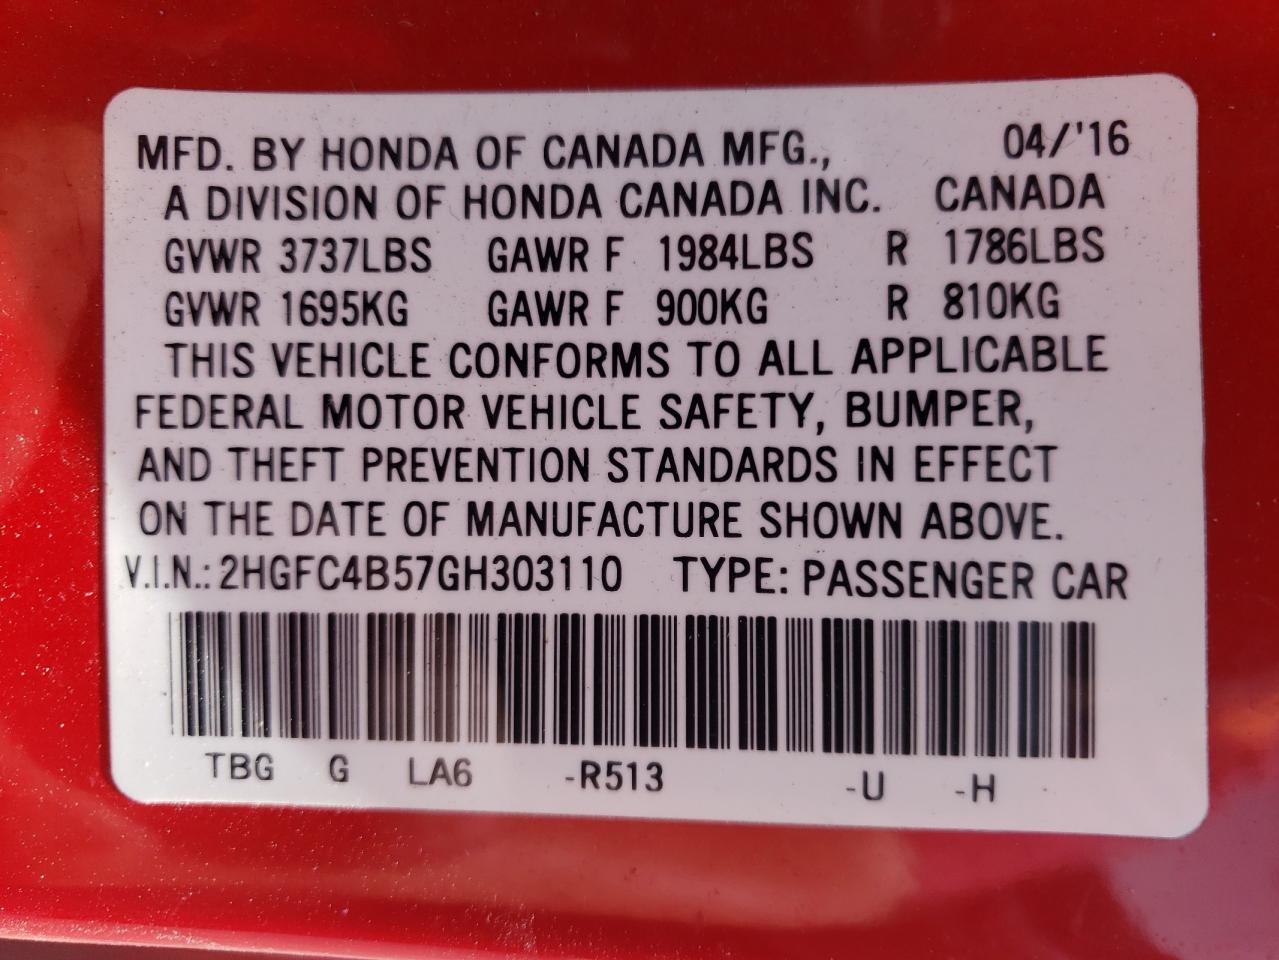 MFD. BY HONDA OF CANADA MFG., 04/'16
A DIVISION OF HONDA CANADA INC. CANADA
GVWR 3737LBS GAWR F 1984LBS R 1786LBS
GVWR 1695KG GAWR F 900KG R 810KG
THIS VEHICLE CONFORMS TO ALL APPLICABLE
FEDERAL MOTOR VEHICLE SAFETY, BUMPER,
AND THEFT PREVENTION STANDARDS IN EFFECT
ON THE DATE OF MANUFACTURE SHOWN ABOVE.
V.I.N.: 2HGFC4B57GH303110 TYPE: PASSENGER CAR
TBG G LA6 -R513 -U -H